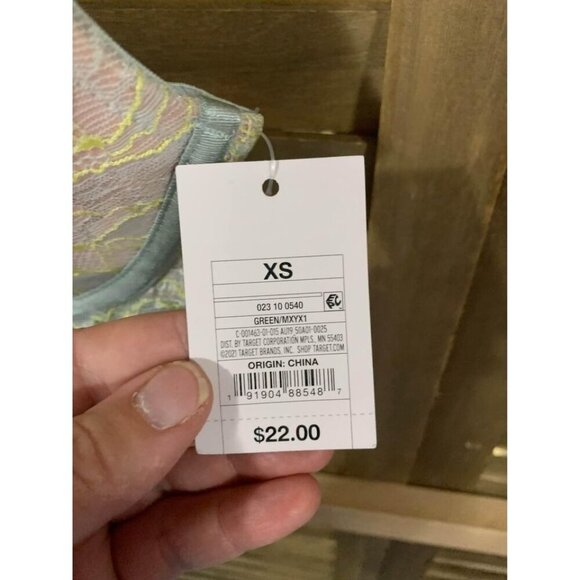 XS
023 10 0540
GREEN/MXYX1
C-001463-01-015 AU19 50A01-0025
DIST. BY TARGET CORPORATION MPLS, MN 55403
©2021 TARGET BRANDS, INC. SHOP TARGET.COM
ORIGIN: CHINA
1 91904 88548 7
$22.00